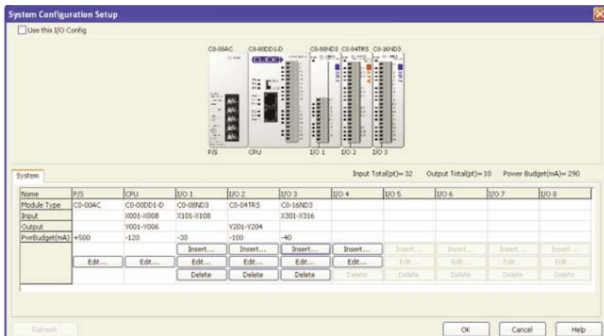 System Configuration Setup
Use this I/O Config
C0-00AC C0-00DD1-D C0-08ND3 C0-04TRS C0-16ND3
CLICK
P/S CPU I/O 1 I/O 2 I/O 3
System Input Total(pt)= 32 Output Total(pt)= 10 Power Budget(mA)= 290
Name P/S CPU I/O 1 I/O 2 I/O 3 I/O 4 I/O 5 I/O 6 I/O 7 I/O 8
Module Type C0-00AC C0-00DD1-D C0-08ND3 C0-04TRS C0-16ND3
Input X001-X008 X101-X108 X301-X316
Output Y001-Y006 Y201-Y204
PwrBudget(mA) +500 -120 -30 -100 -40
Insert... Insert... Insert... Insert... Insert... Insert... Insert... Insert...
Edit... Edit... Edit... Edit... Edit... Edit... Edit... Edit... Edit... Edit...
Delete Delete Delete Delete Delete Delete Delete Delete
Refresh OK Cancel Help